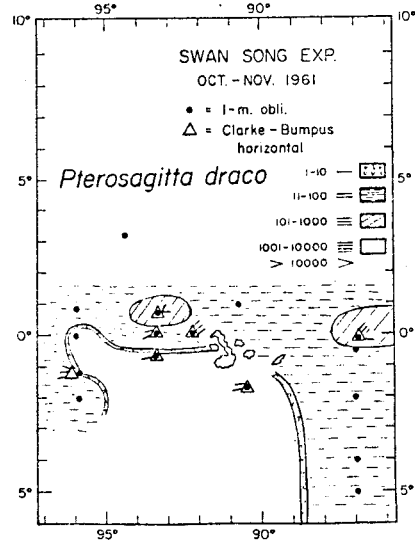 95° 90°
10° 10°
SWAN SONG EXP.
OCT. - NOV. 1961
• = 1-m. obli.
△ = Clarke - Bumpus
horizontal
Pterosagitta draco
1-10
11-100
101-1000
1001-10000
> 10000 >
5° 5°
0° 0°
5° 5°
95° 90°